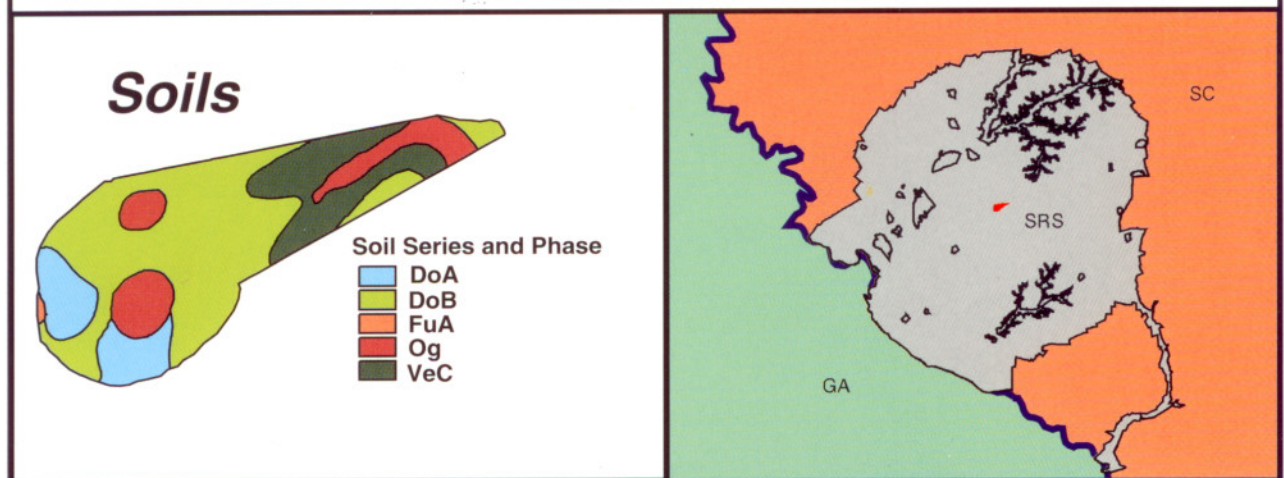 Soils
Soil Series and Phase
DoA
DoB
FuA
Og
VeC
SC
SRS
GA